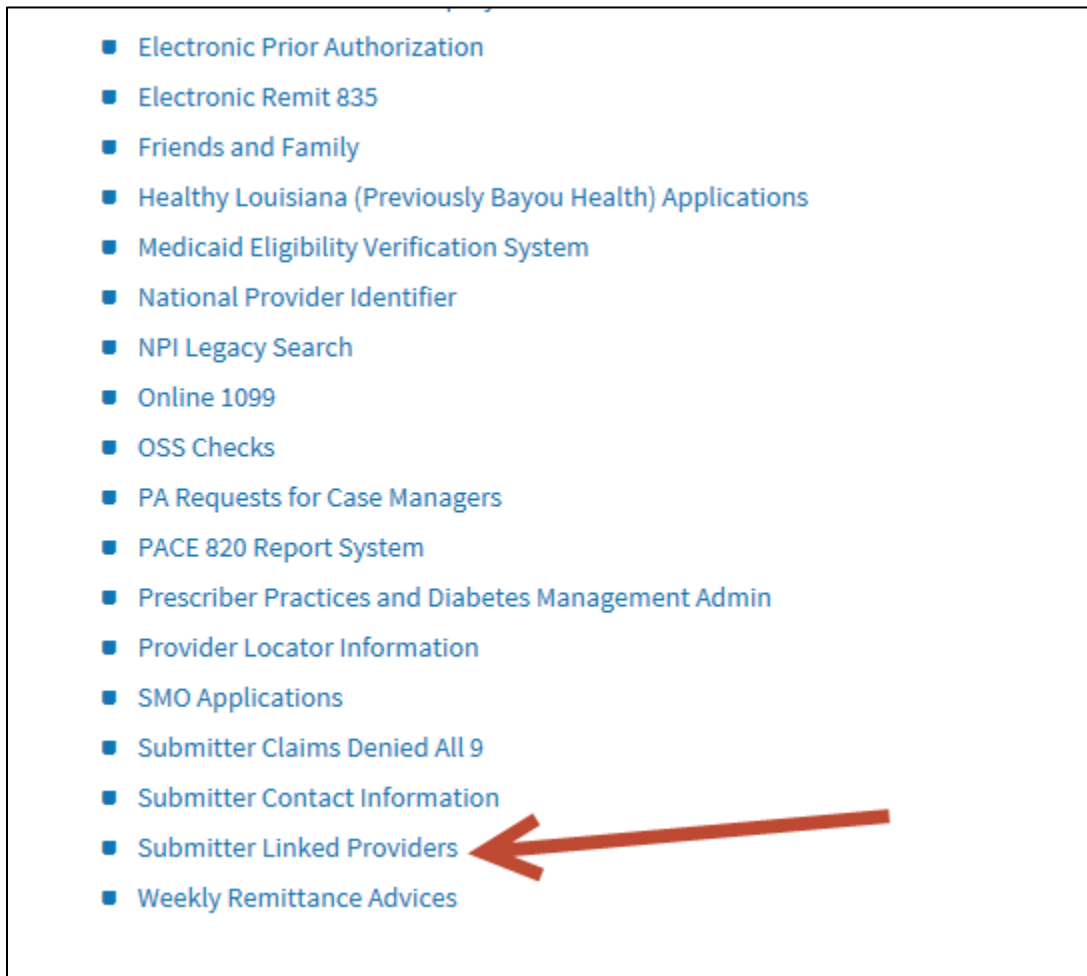 Electronic Prior Authorization
Electronic Remit 835
Friends and Family
Healthy Louisiana (Previously Bayou Health) Applications
Medicaid Eligibility Verification System
National Provider Identifier
NPI Legacy Search
Online 1099
OSS Checks
PA Requests for Case Managers
PACE 820 Report System
Prescriber Practices and Diabetes Management Admin
Provider Locator Information
SMO Applications
Submitter Claims Denied All 9
Submitter Contact Information
Submitter Linked Providers
Weekly Remittance Advices